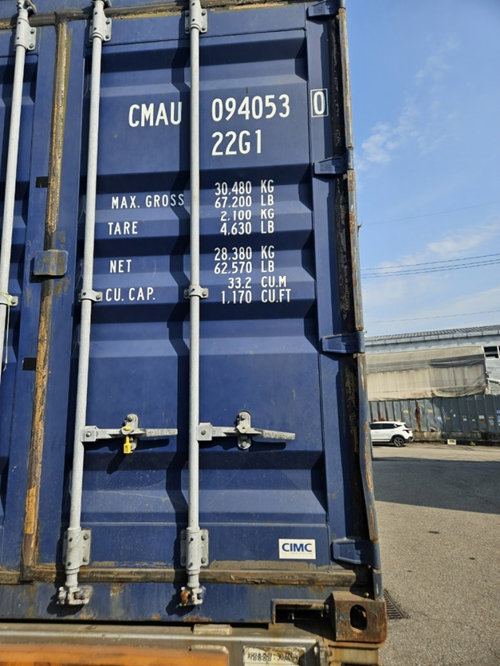 CMAU 094053 0
22G1
MAX. GROSS 30.480 KG
67.200 LB
TARE 2.100 KG
4.630 LB
NET 28.380 KG
62.570 LB
CU. CAP. 33.2 CU.M
1,170 CU.FT
CIMC